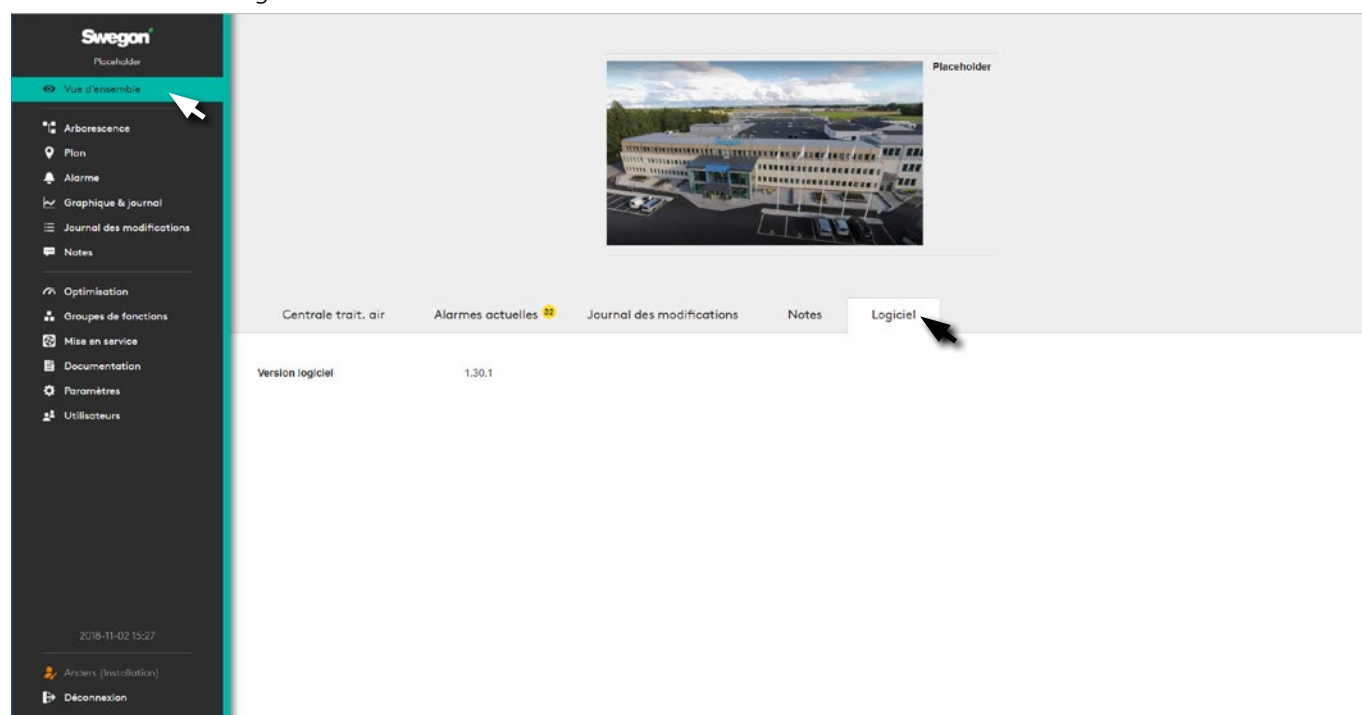 Swegon
Placeholder
Vue d'ensemble
Arborescence
Plan
Alarme
Graphique & journal
Journal des modifications
Notes
Optimisation
Groupes de fonctions
Mise en service
Documentation
Paramètres
Utilisateurs
2018-11-02 15:27
Anders (Installation)
Déconnexion
Placeholder
Swegon
Centrale trait. air Alarmes actuelles 32 Journal des modifications Notes Logiciel
Version logiciel 1.30.1